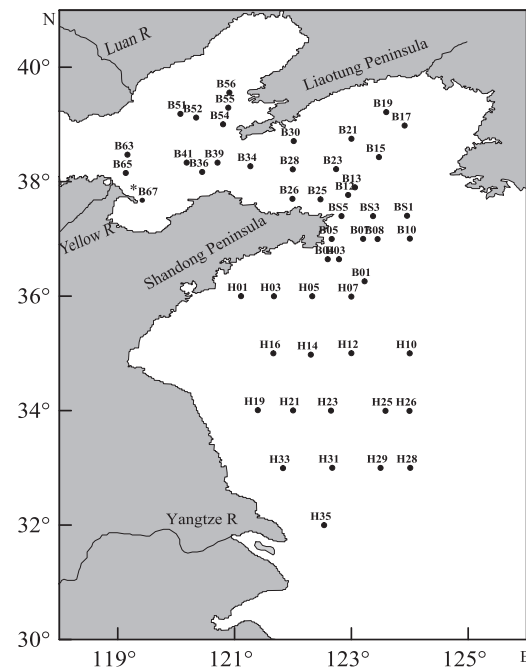 N
Luan R
40°
Liaotung Peninsula
B56
B55
B51
B52
B54
B19
B17
B30
B21
B63
B65
B41
B39
B36
B34
B28
B23
B15
38°
*
B67
B13
B12
B26
B25
BS5
BS3
BS1
Yellow R
Shandong Peninsula
B05
B07
B08
B10
H03
B01
36°
H01
H03
H05
H07
H16
H14
H12
H10
34°
H19
H21
H23
H25
H26
H33
H31
H29
H28
Yangtze R
H35
32°
30°
119°
121°
123°
125°
E